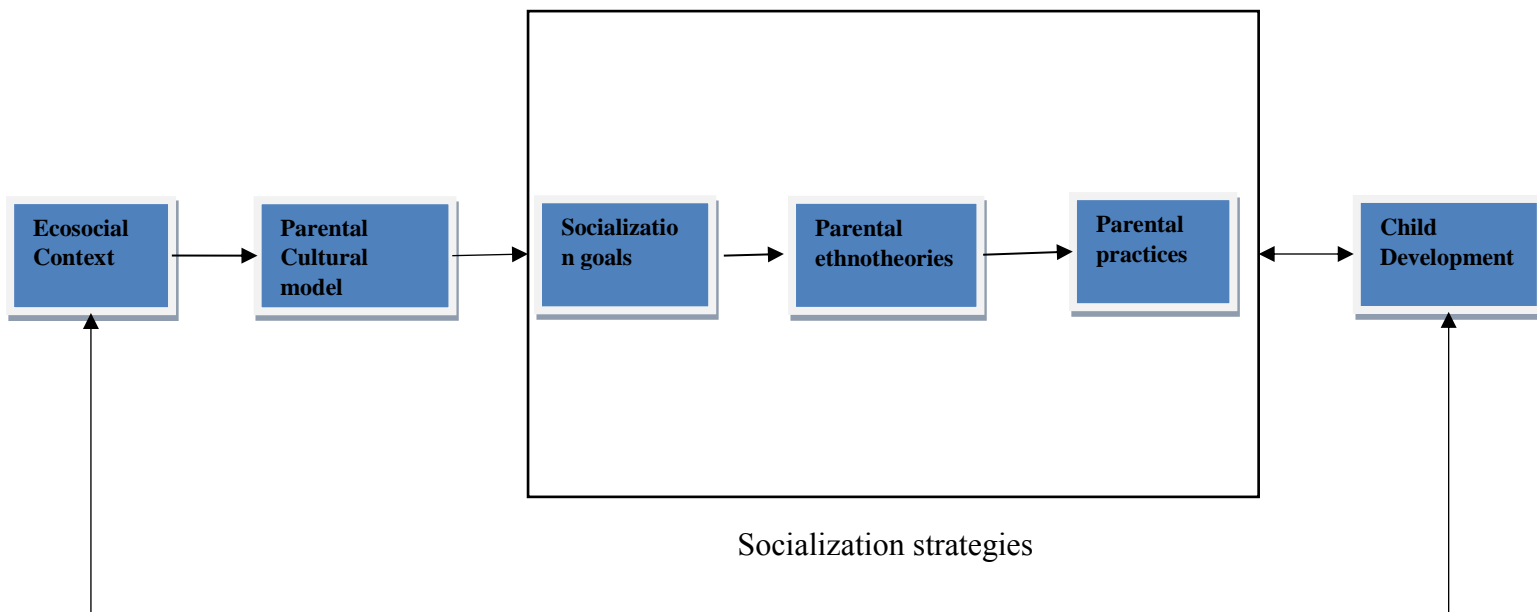 Ecosocial
Context
Parental
Cultural
model
Socializatio
n goals
Parental
ethnotheories
Parental
practices
Child
Development
Socialization strategies